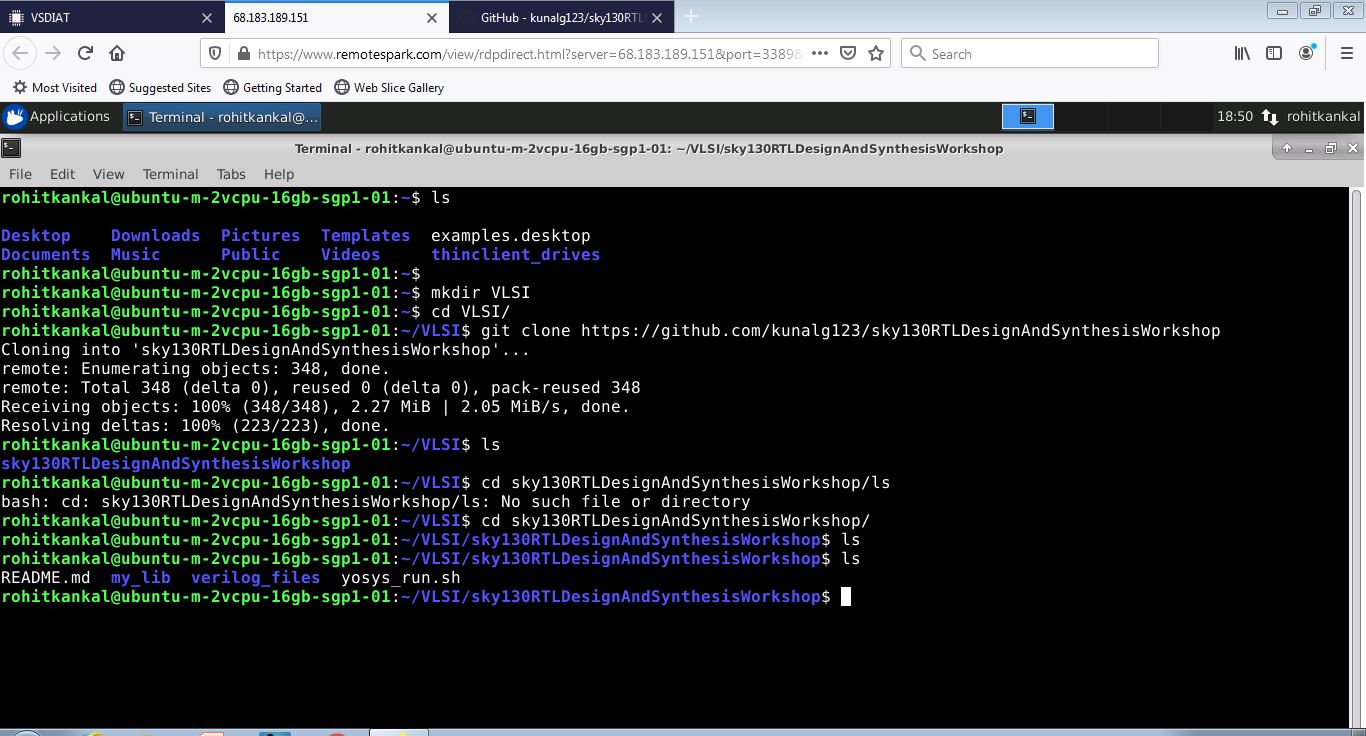 VSDIAT
68.183.189.151
GitHub - kunalg123/sky130RTL
https://www.remotespark.com/view/rdpdirect.html?server=68.183.189.151&port=33898
Search
Most Visited Suggested Sites Getting Started Web Slice Gallery
Applications Terminal - rohitkankal@... 18:50 rohitkankal
Terminal - rohitkankal@ubuntu-m-2vcpu-16gb-sgp1-01: ~/VLSI/sky130RTLDesignAndSynthesisWorkshop
File Edit View Terminal Tabs Help
rohitkankal@ubuntu-m-2vcpu-16gb-sgp1-01:~$ ls
Desktop Downloads Pictures Templates examples.desktop
Documents Music Public Videos thinclient_drives
rohitkankal@ubuntu-m-2vcpu-16gb-sgp1-01:~$
rohitkankal@ubuntu-m-2vcpu-16gb-sgp1-01:~$ mkdir VLSI
rohitkankal@ubuntu-m-2vcpu-16gb-sgp1-01:~$ cd VLSI/
rohitkankal@ubuntu-m-2vcpu-16gb-sgp1-01:~/VLSI$ git clone https://github.com/kunalg123/sky130RTLDesignAndSynthesisWorkshop
Cloning into 'sky130RTLDesignAndSynthesisWorkshop'...
remote: Enumerating objects: 348, done.
remote: Total 348 (delta 0), reused 0 (delta 0), pack-reused 348
Receiving objects: 100% (348/348), 2.27 MiB | 2.05 MiB/s, done.
Resolving deltas: 100% (223/223), done.
rohitkankal@ubuntu-m-2vcpu-16gb-sgp1-01:~/VLSI$ ls
sky130RTLDesignAndSynthesisWorkshop
rohitkankal@ubuntu-m-2vcpu-16gb-sgp1-01:~/VLSI$ cd sky130RTLDesignAndSynthesisWorkshop/ls
bash: cd: sky130RTLDesignAndSynthesisWorkshop/ls: No such file or directory
rohitkankal@ubuntu-m-2vcpu-16gb-sgp1-01:~/VLSI$ cd sky130RTLDesignAndSynthesisWorkshop/
rohitkankal@ubuntu-m-2vcpu-16gb-sgp1-01:~/VLSI/sky130RTLDesignAndSynthesisWorkshop$ ls
rohitkankal@ubuntu-m-2vcpu-16gb-sgp1-01:~/VLSI/sky130RTLDesignAndSynthesisWorkshop$ ls
README.md my_lib verilog_files yosys_run.sh
rohitkankal@ubuntu-m-2vcpu-16gb-sgp1-01:~/VLSI/sky130RTLDesignAndSynthesisWorkshop$